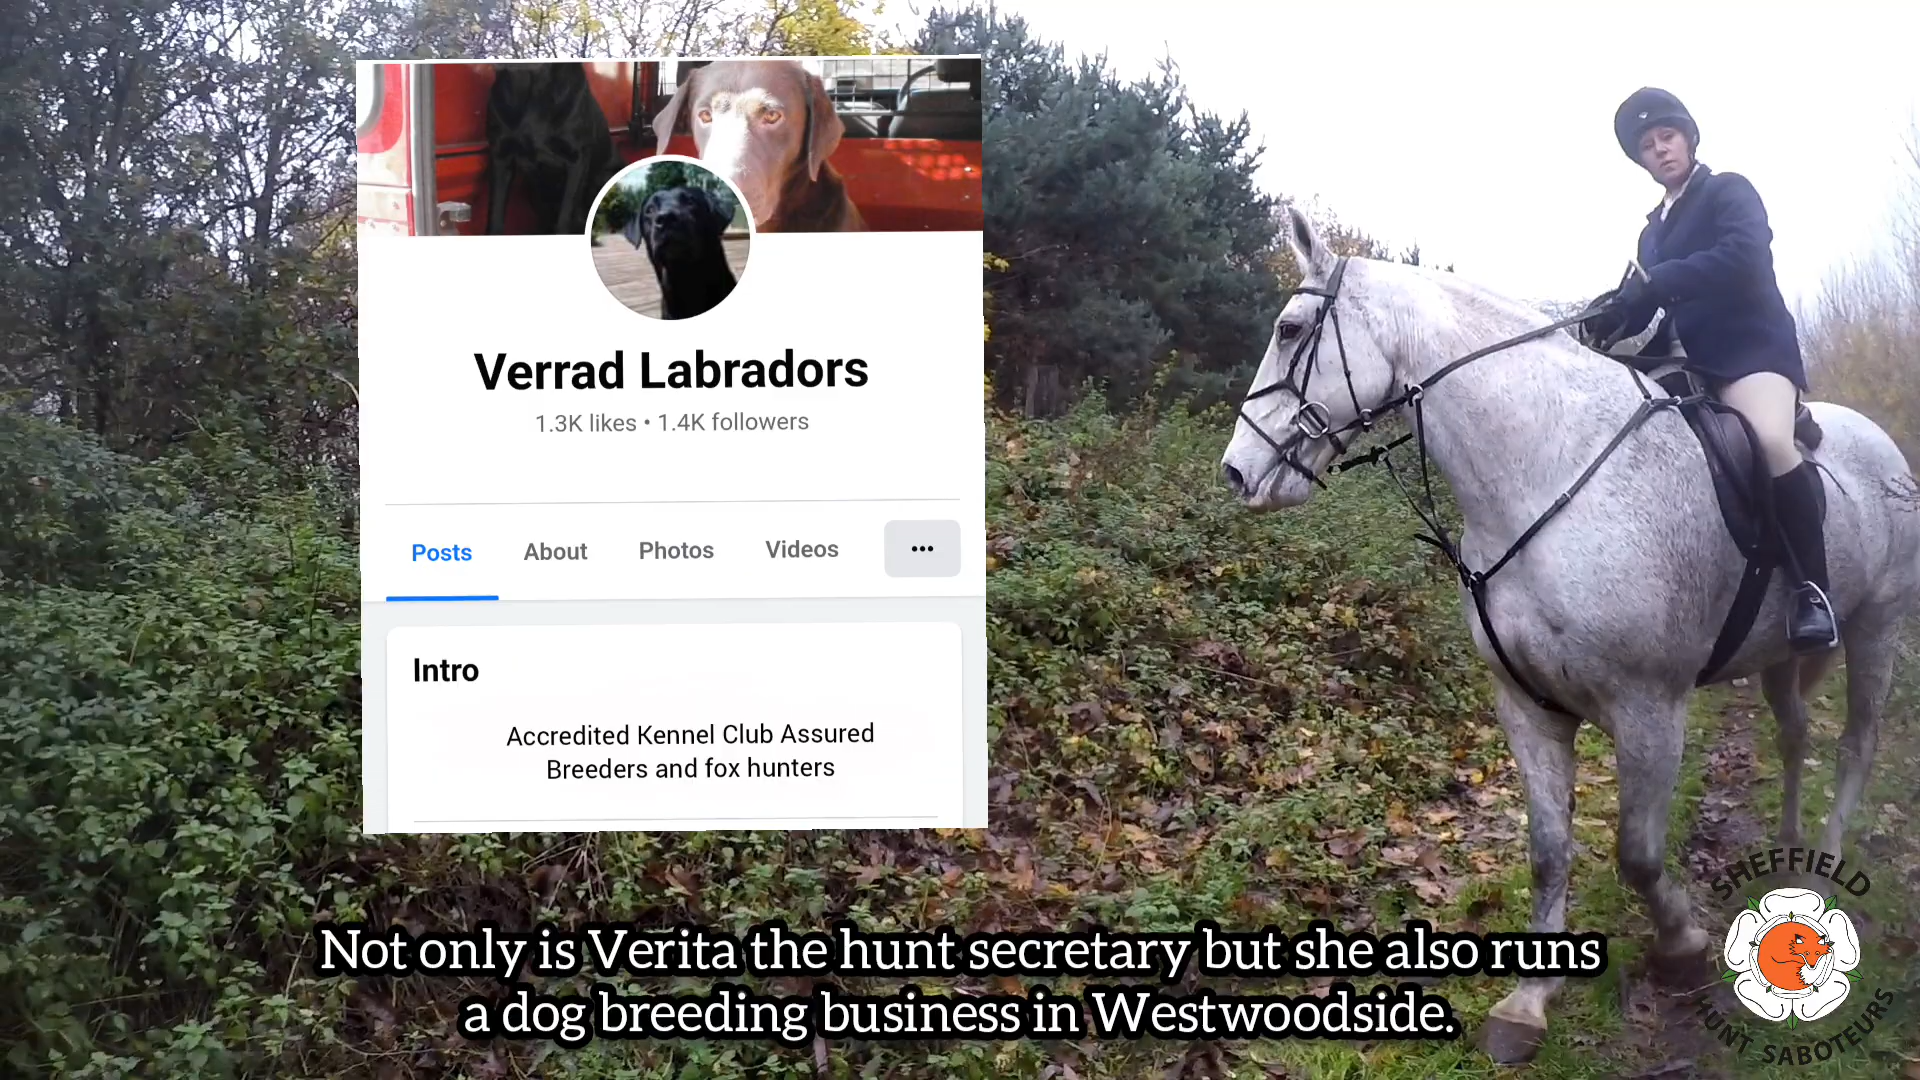 Verrad Labradors
1.3K likes • 1.4K followers
Posts About Photos Videos •••
Intro
Accredited Kennel Club Assured
Breeders and fox hunters
Not only is Verita the hunt secretary but she also runs
a dog breeding business in Westwoodside.
SHEFFIELD
HUNT SABOTEURS